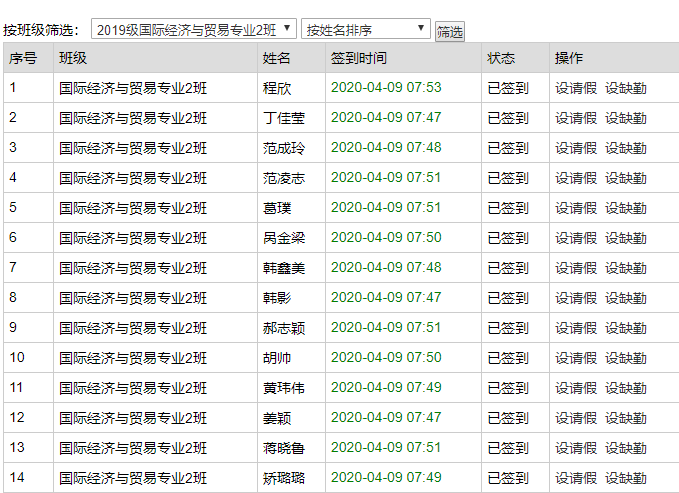 按班级筛选： 2019级国际经济与贸易专业2班 按姓名排序 筛选
序号 班级 姓名 签到时间 状态 操作
1 国际经济与贸易专业2班 程欣 2020-04-09 07:53 已签到 设请假 设缺勤
2 国际经济与贸易专业2班 丁佳莹 2020-04-09 07:47 已签到 设请假 设缺勤
3 国际经济与贸易专业2班 范成玲 2020-04-09 07:48 已签到 设请假 设缺勤
4 国际经济与贸易专业2班 范凌志 2020-04-09 07:51 已签到 设请假 设缺勤
5 国际经济与贸易专业2班 葛璞 2020-04-09 07:51 已签到 设请假 设缺勤
6 国际经济与贸易专业2班 呙金梁 2020-04-09 07:50 已签到 设请假 设缺勤
7 国际经济与贸易专业2班 韩鑫美 2020-04-09 07:48 已签到 设请假 设缺勤
8 国际经济与贸易专业2班 韩影 2020-04-09 07:47 已签到 设请假 设缺勤
9 国际经济与贸易专业2班 郝志颖 2020-04-09 07:51 已签到 设请假 设缺勤
10 国际经济与贸易专业2班 胡帅 2020-04-09 07:50 已签到 设请假 设缺勤
11 国际经济与贸易专业2班 黄玮伟 2020-04-09 07:49 已签到 设请假 设缺勤
12 国际经济与贸易专业2班 姜颖 2020-04-09 07:47 已签到 设请假 设缺勤
13 国际经济与贸易专业2班 蒋晓鲁 2020-04-09 07:51 已签到 设请假 设缺勤
14 国际经济与贸易专业2班 矫璐璐 2020-04-09 07:49 已签到 设请假 设缺勤